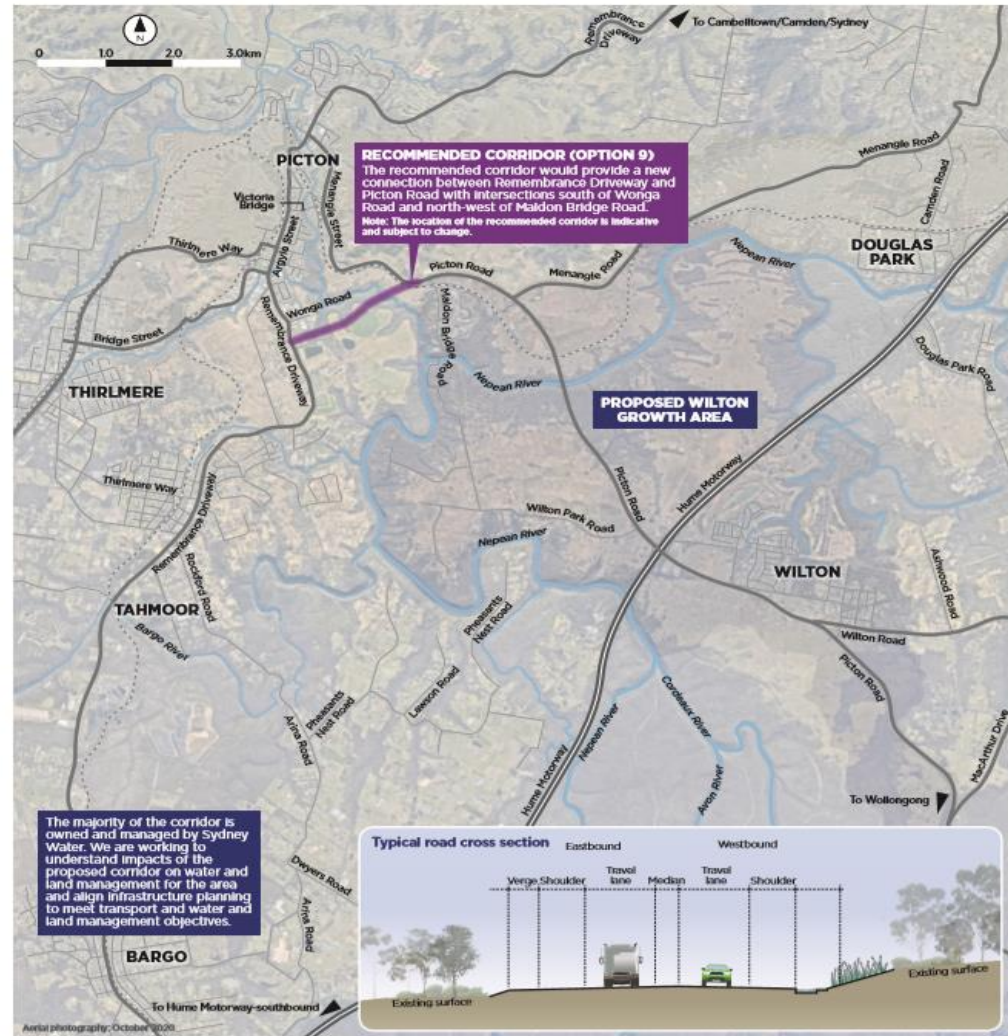 0 1.0 2.0 3.0km
Remembrance
Driveway
To Cambelltown/Camden/Sydney
PICTON
RECOMMENDED CORRIDOR (OPTION 9)
The recommended corridor would provide a new
connection between Remembrance Driveway and
Picton Road with intersections south of Wonga
Road and north-west of Maldon Bridge Road.
Note: The location of the recommended corridor is indicative
and subject to change.
Menangle Road
Camden Road
DOUGLAS
PARK
Victoria
Bridge
Argyle Street
Menangle Street
Thirlmere Way
Picton Road
Menangle Road
Nepean River
Wonga Road
Bridge Street
Remembrance Driveway
Maldon Bridge Road
Nepean River
Douglas Park Road
THIRLMERE
PROPOSED WILTON
GROWTH AREA
Hume Motorway
Thirlmere Way
Picton Road
Wilton Park Road
Nepean River
Remembrance Driveway
Rockford Road
WILTON
Ashwood Road
TAHMOOR
Bargo River
Pheasants
Nest Road
Wilton Road
Picton Road
Lawson Road
Pheasants
Nest Road
Arina Road
Cordeaux River
Nepean River
Hume Motorway
Avon River
MacArthur Drive
To Wollongong
The majority of the corridor is
owned and managed by Sydney
Water. We are working to
understand impacts of the
proposed corridor on water and
land management for the area
and align infrastructure planning
to meet transport and water and
land management objectives.
Dwyers Road
Arina Road
BARGO
To Hume Motorway-southbound
Aerial photography: October 2020
Typical road cross section
Eastbound
Westbound
Verge
Shoulder
Travel
lane
Median
Travel
lane
Shoulder
Existing surface
Existing surface